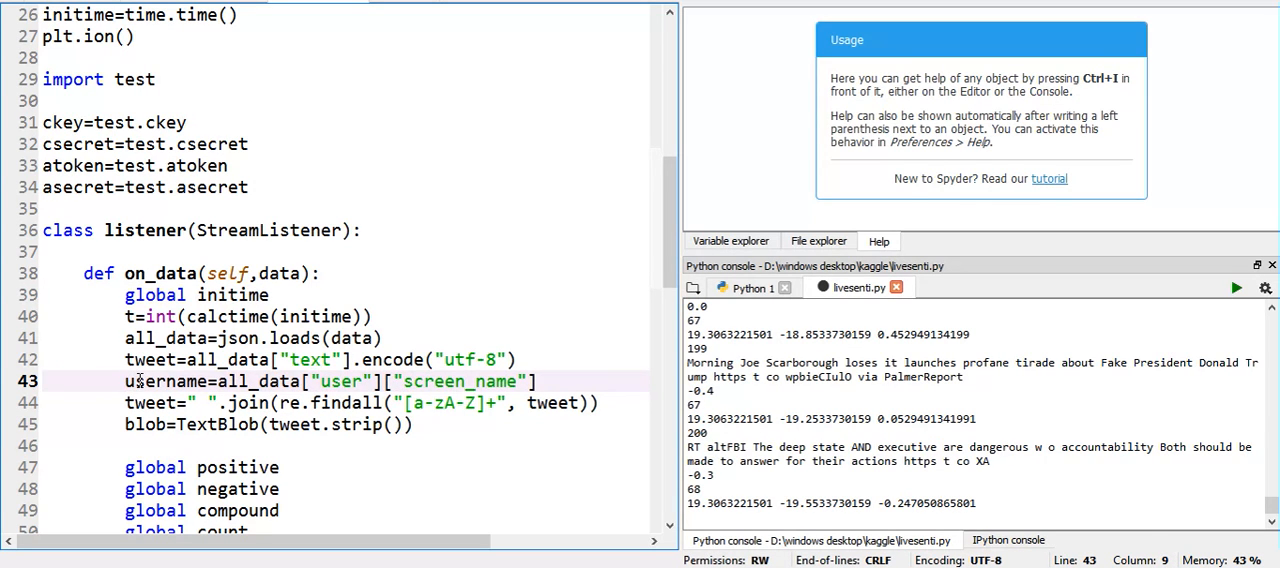 26 initime=time.time()
27 plt.ion()
28
29 import test
30
31 ckey=test.ckey
32 csecret=test.csecret
33 atoken=test.atoken
34 asecret=test.asecret
35
36 class listener(StreamListener):
37
38 def on_data(self,data):
39 global initime
40 t=int(calctime(initime))
41 all_data=json.loads(data)
42 tweet=all_data["text"].encode("utf-8")
43 username=all_data["user"]["screen_name"]
44 tweet=" ".join(re.findall("[a-zA-Z]+", tweet))
45 blob=TextBlob(tweet.strip())
46
47 global positive
48 global negative
49 global compound
50 global count
Usage
Here you can get help of any object by pressing Ctrl+I in
front of it, either on the Editor or the Console.
Help can also be shown automatically after writing a left
parenthesis next to an object. You can activate this
behavior in Preferences > Help.
New to Spyder? Read our tutorial
Variable explorer File explorer Help
Python console - D:\windows desktop\kaggle\livesenti.py
Python 1 livesenti.py
0.0
67
19.3063221501 -18.8533730159 0.452949134199
199
Morning Joe Scarborough loses it launches profane tirade about Fake President Donald Tr
ump https t co wpbieCIulO via PalmerReport
-0.4
67
19.3063221501 -19.2533730159 0.0529491341991
200
RT altFBI The deep state AND executive are dangerous w o accountability Both should be
made to answer for their actions https t co XA
-0.3
68
19.3063221501 -19.5533730159 -0.247050865801
Python console - D:\windows desktop\kaggle\livesenti.py IPython console
Permissions: RW End-of-lines: CRLF Encoding: UTF-8 Line: 43 Column: 9 Memory: 43 %